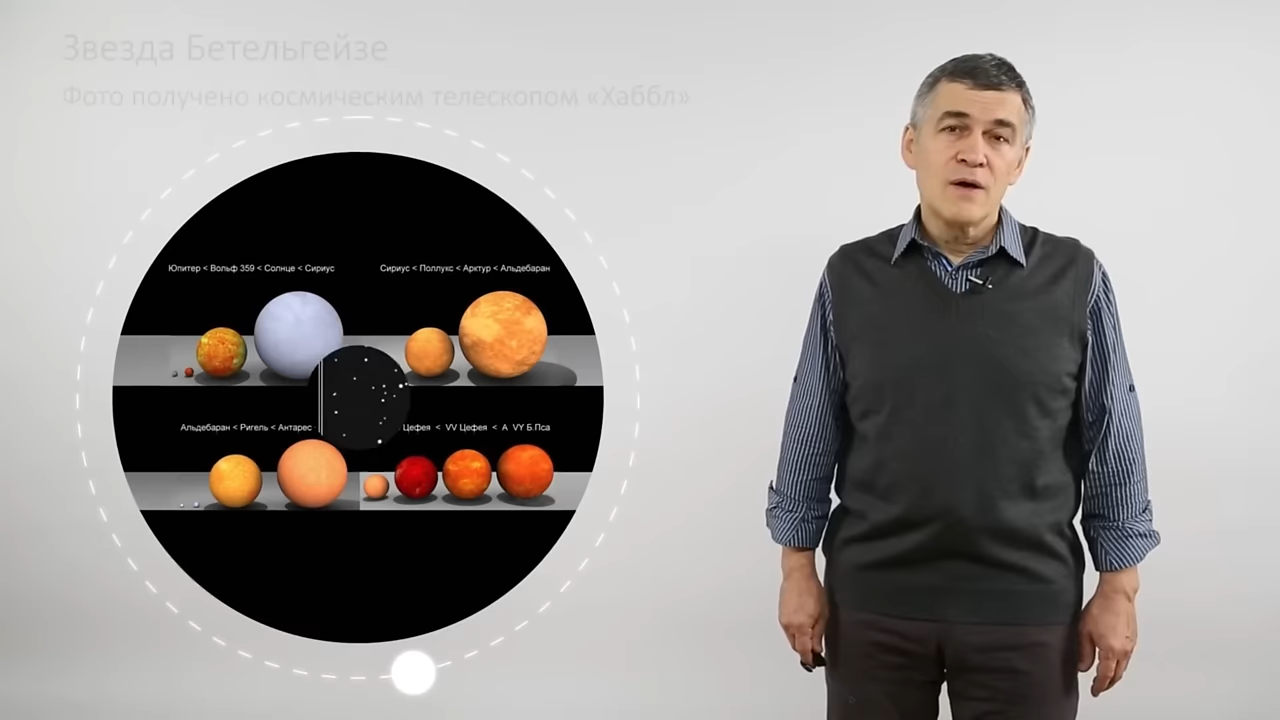 Звезда Бетельгейзе
Фото получено космическим телескопом «Хаббл»
Юпитер < Вольф 359 < Солнце < Сириус
Сириус < Поллукс < Арктур < Альдебаран
Альдебаран < Ригель < Антарес
Цефея < VV Цефея < А VY Б.Пса